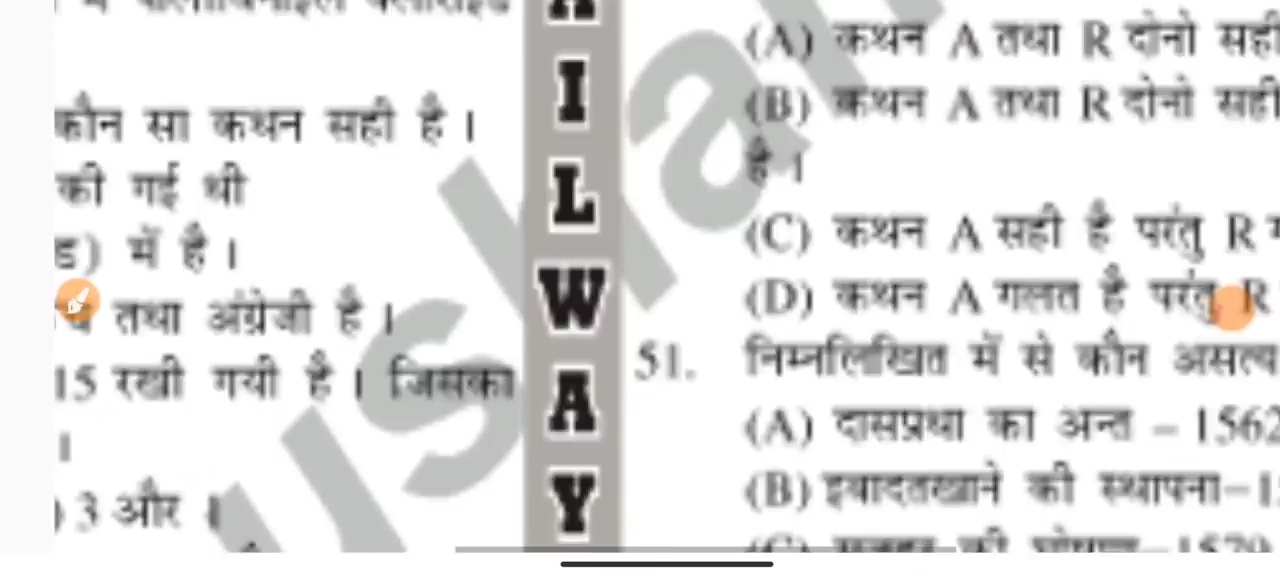 कौन सा कथन सही है ।
की गई थी
ड) में है ।
तथा अंग्रेजी है ।
15 रखी गयी है । जिसका
।
) 3 और
A
I
L
W
A
Y
(A) कथन A तथा R दोनो सही
(B) कथन A तथा R दोनो सही
है ।
(C) कथन A सही है परंतु R
(D) कथन A गलत है परंतु R
51. निम्नलिखित में से कौन असत्य
(A) दासप्रथा का अन्त – 1562
(B) इबादतखाने की स्थापना–1
ushar